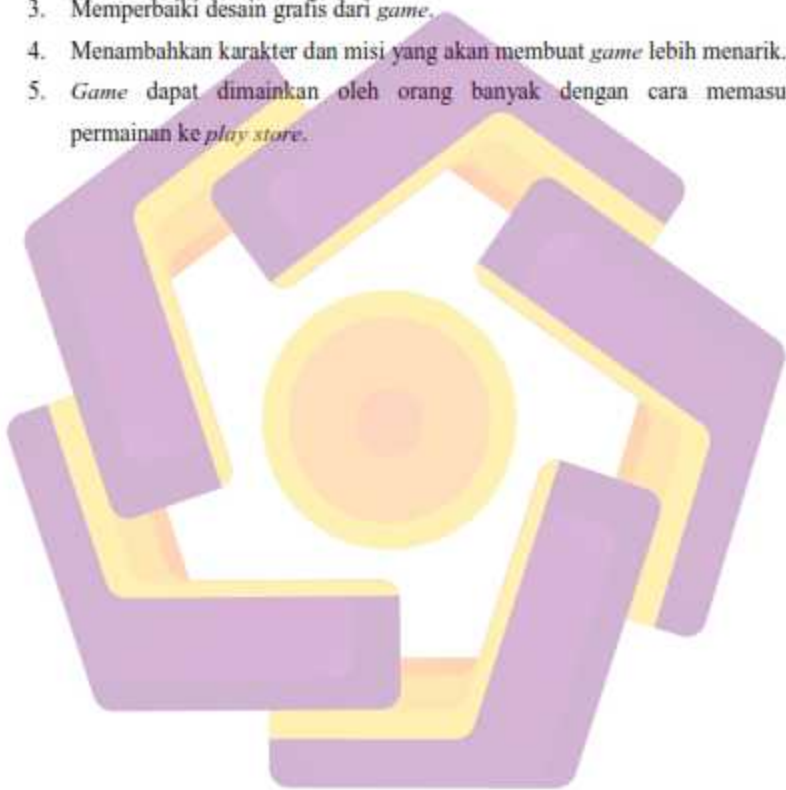 3. Memperbaiki desain grafis dari game.
4. Menambahkan karakter dan misi yang akan membuat game lebih menarik.
5. Game dapat dimainkan oleh orang banyak dengan cara memasu
permainan ke play store.